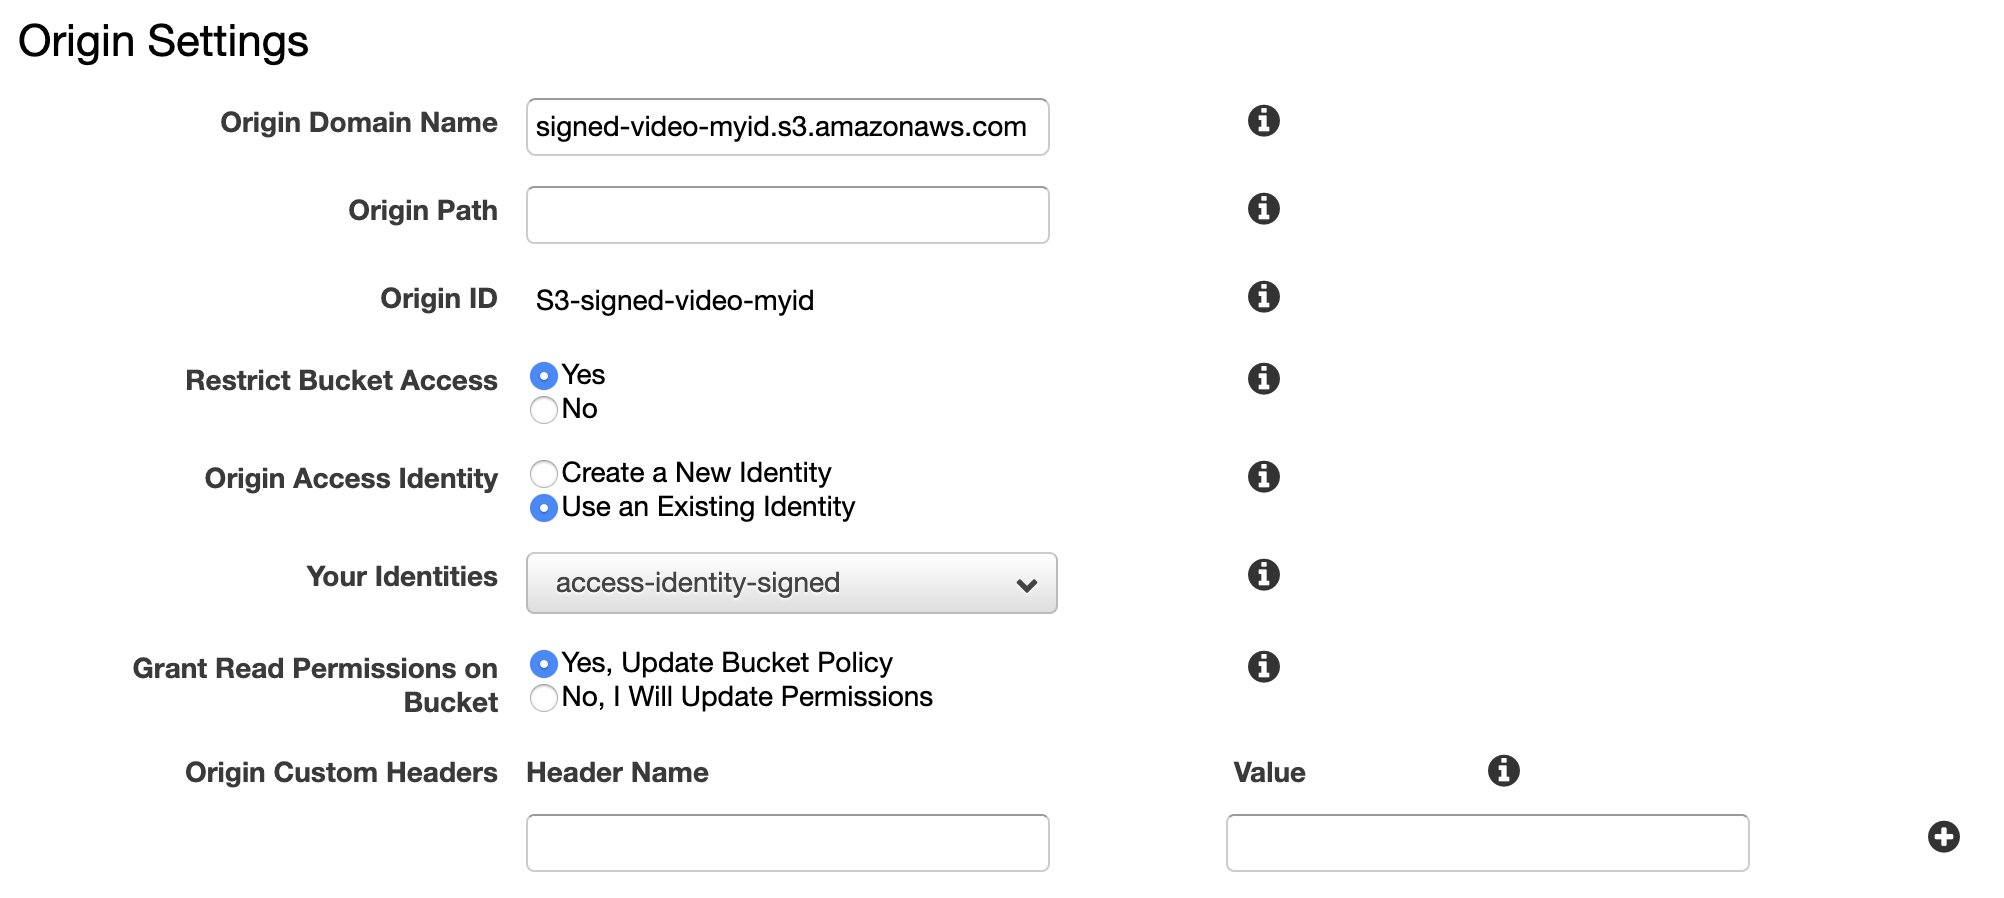 Origin Settings
Origin Domain Name signed-video-myid.s3.amazonaws.com
Origin Path
Origin ID S3-signed-video-myid
Restrict Bucket Access Yes
No
Origin Access Identity Create a New Identity
Use an Existing Identity
Your Identities access-identity-signed
Grant Read Permissions on Yes, Update Bucket Policy
Bucket No, I Will Update Permissions
Origin Custom Headers Header Name Value